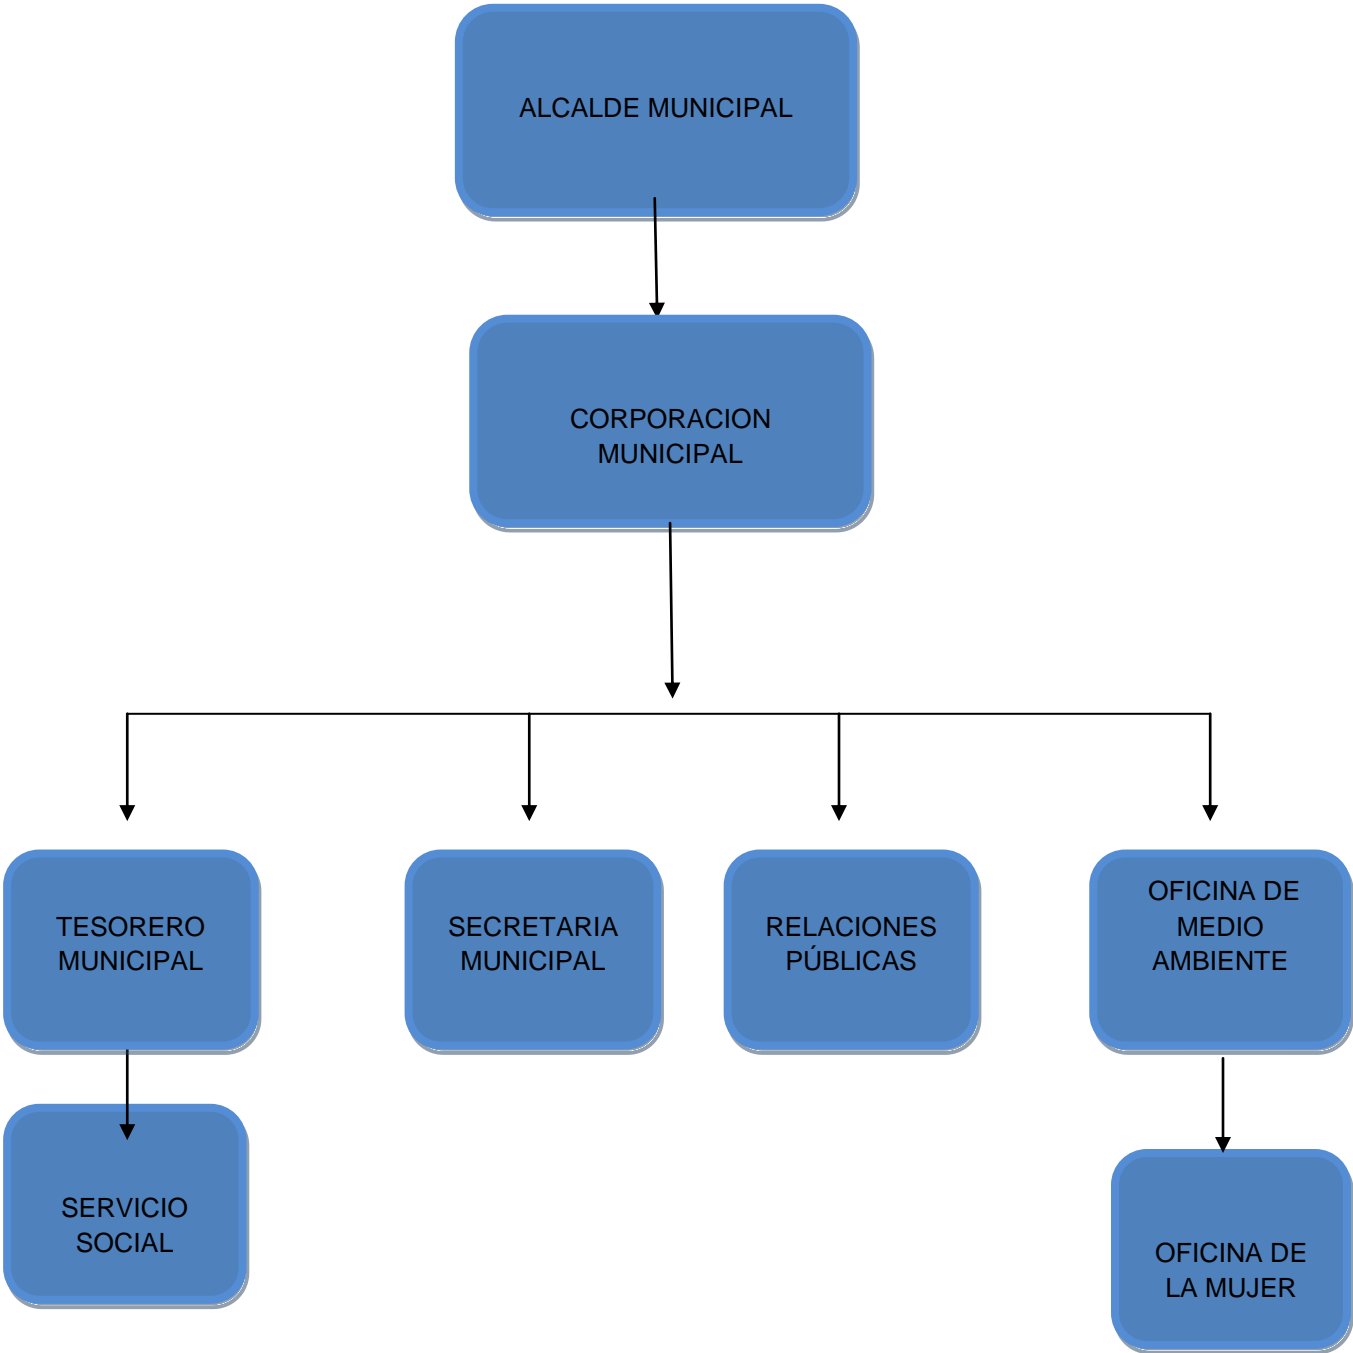 ALCALDE MUNICIPAL
CORPORACION
MUNICIPAL
TESORERO
MUNICIPAL
SECRETARIA
MUNICIPAL
RELACIONES
PÚBLICAS
OFICINA DE
MEDIO
AMBIENTE
SERVICIO
SOCIAL
OFICINA DE
LA MUJER